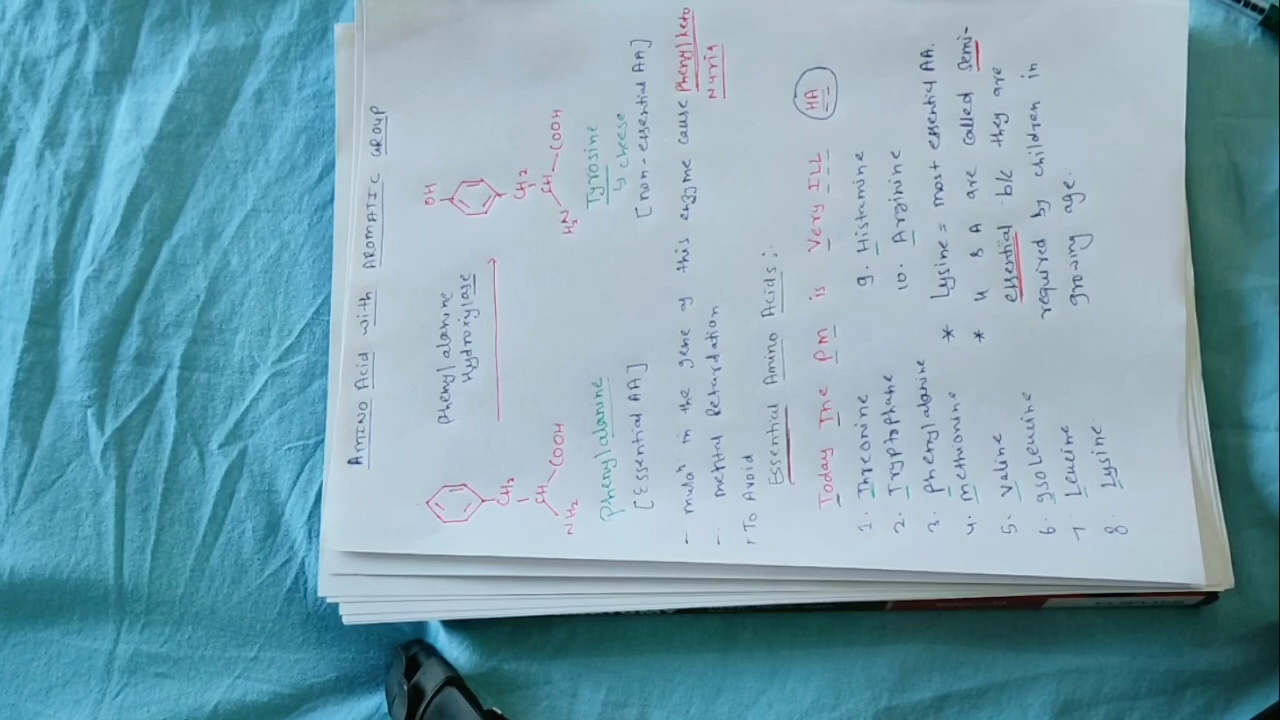 AMINO Acid with AROMATIC GROUP
Phenylalanine
Hydroxylase
OH
CH2
CH2
CH — COOH
CH — COOH
NH2
H2N
Phenylalanine
Tyrosine
↳ cheese
[Essential AA]
[non-essential AA]
- mutn in the gene of this enzyme cause Phenylketo
Nuria
- mental Retardation
To Avoid
Essential Amino Acids:
Today The PM is Very ILL HA
1. Threonine
2. Tryptophane
3. Phenylalanine
4. Methionine
5. Valine
6. Isoleucine
7. Leucine
8. Lysine
9. Histamine
10. Arginine
* Lysine = most essential AA.
* H & A are called semi-
essential b/c they are
required by children in
growing age.